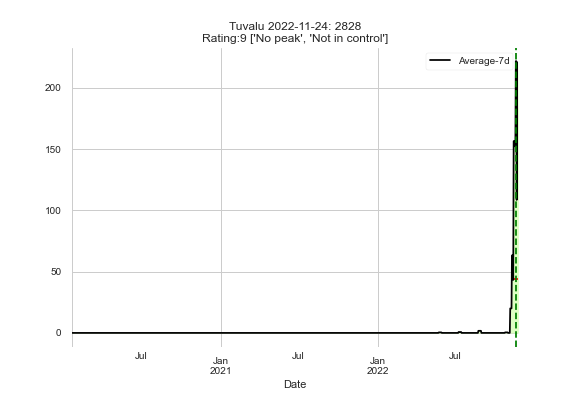 Tuvalu 2022-11-24: 2828
Rating:9 ['No peak', 'Not in control']
Average-7d
200
150
100
50
0
Jul
Jan
2021
Jul
Jan
2022
Jul
Date